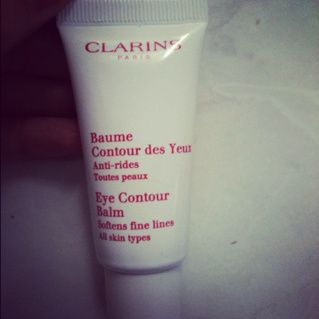 CLARINS
PARIS
Baume
Contour des Yeux
Anti-rides
Toutes peaux
Eye Contour
Balm
Softens fine lines
All skin types